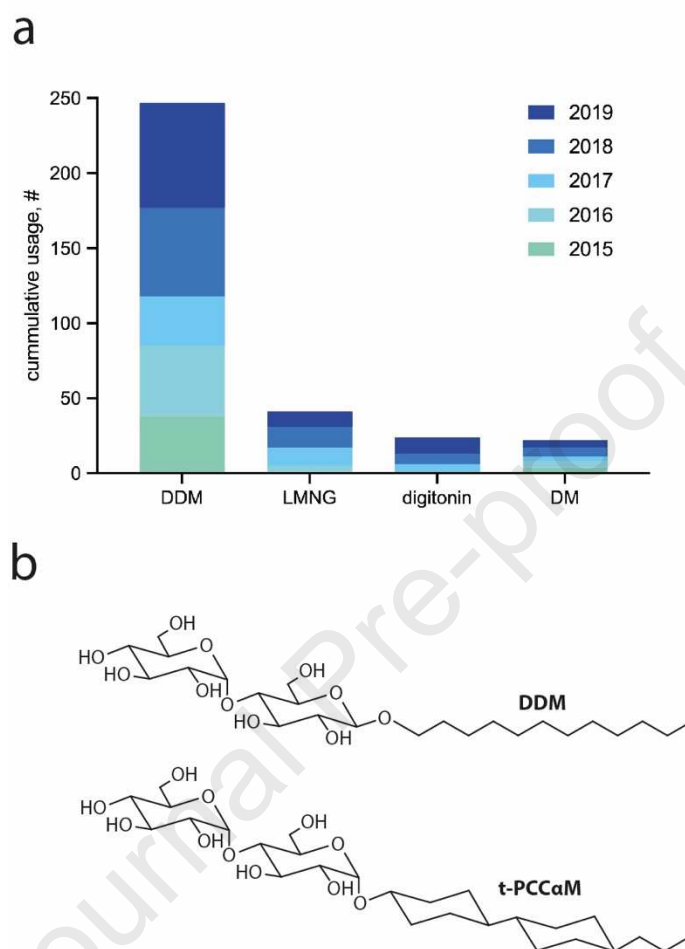 a
cummulative usage, #
250
200
150
100
50
0
2019
2018
2017
2016
2015
DDM LMNG digitonin DM
b
OH
HO
O
HO
OH
OH
O
O
O
HO
OH
DDM
OH
HO
O
HO
OH
OH
O
O
HO
OH
O
t-PCCαM
Journal Pre-proof